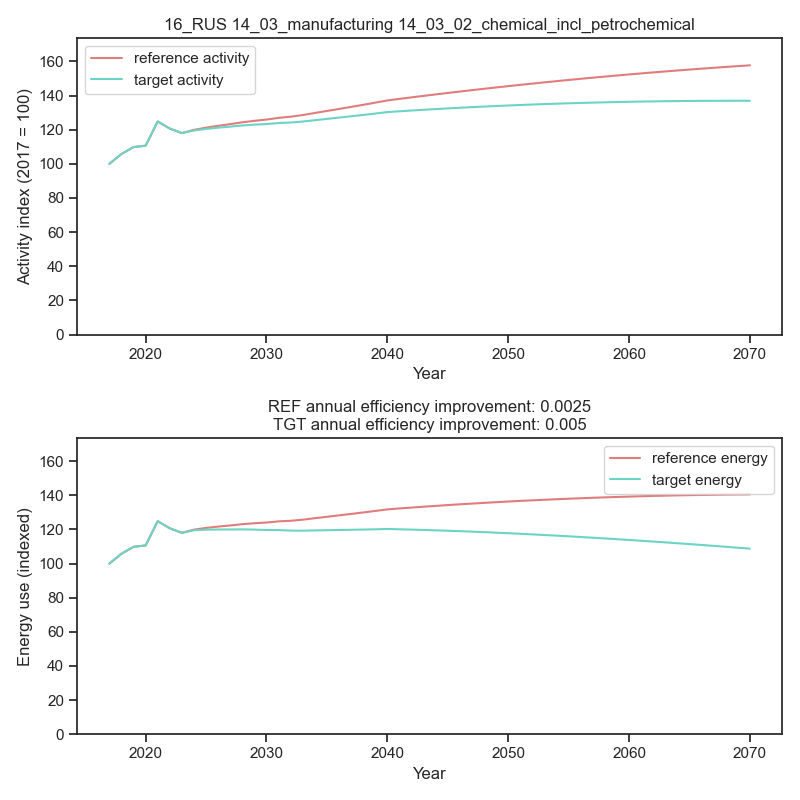 16_RUS 14_03_manufacturing 14_03_02_chemical_incl_petrochemical
reference activity
target activity
160
140
120
100
80
60
40
20
0
Activity index (2017 = 100)
2020 2030 2040 2050 2060 2070
Year
REF annual efficiency improvement: 0.0025
TGT annual efficiency improvement: 0.005
reference energy
target energy
160
140
120
100
80
60
40
20
0
Energy use (indexed)
2020 2030 2040 2050 2060 2070
Year